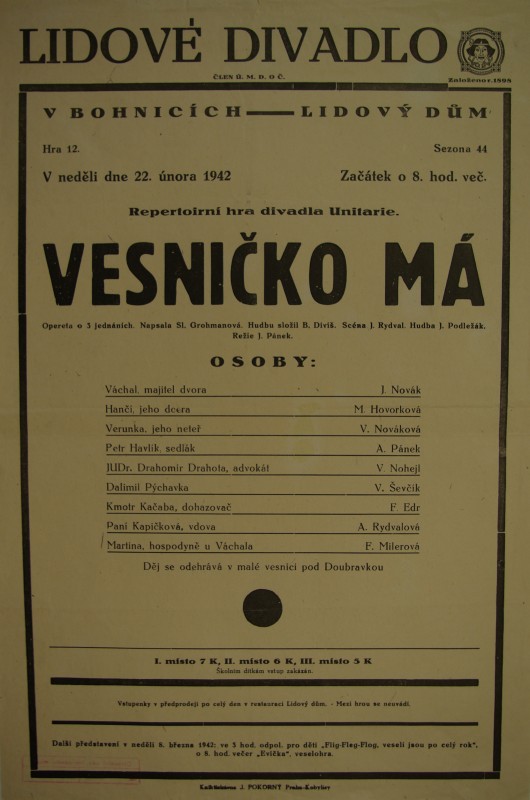 LIDOVÉ DIVADLO
ČLEN Ú. M. D. O Č.
Založeno r. 1898
V BOHNICÍCH — LIDOVÝ DŮM
Hra 12. Sezona 44
V neděli dne 22. února 1942 Začátek o 8. hod. več.
Repertoirní hra divadla Unitarie.
VESNIČKO MÁ
Opereta o 3 jednáních. Napsala Sl. Grohmanová. Hudbu složil B. Diviš. Scéna J. Rydval. Hudba J. Podležák.
Režie J. Pánek.
OSOBY:
Váchal, majitel dvora J. Novák
Hanči, jeho dcera M. Hovorková
Verunka, jeho neteř V. Nováková
Petr Havlík, sedlák A. Pánek
JUDr. Drahomír Drahota, advokát V. Nohejl
Dalimil Pýchavka V. Ševčík
Kmotr Kačaba, dohazovač F. Edr
Paní Kapičková, vdova A. Rydvalová
Martina, hospodyně u Váchala F. Milerová
Děj se odehrává v malé vesnici pod Doubravkou
I. místo 7 K, II. místo 6 K, III. místo 5 K
Školním dítkám vstup zakázán.
Vstupenky v předprodeji po celý den v restauraci Lidový dům. - Mezi hrou se neuvádí.
Další představení v neděli 8. března 1942: ve 3 hod. odpol. pro děti „Flig-Flag-Flog, veselí jsou po celý rok",
o 8. hod. večer „Evička", veselohra.
J. POKORNÝ Praha-Kobylisy